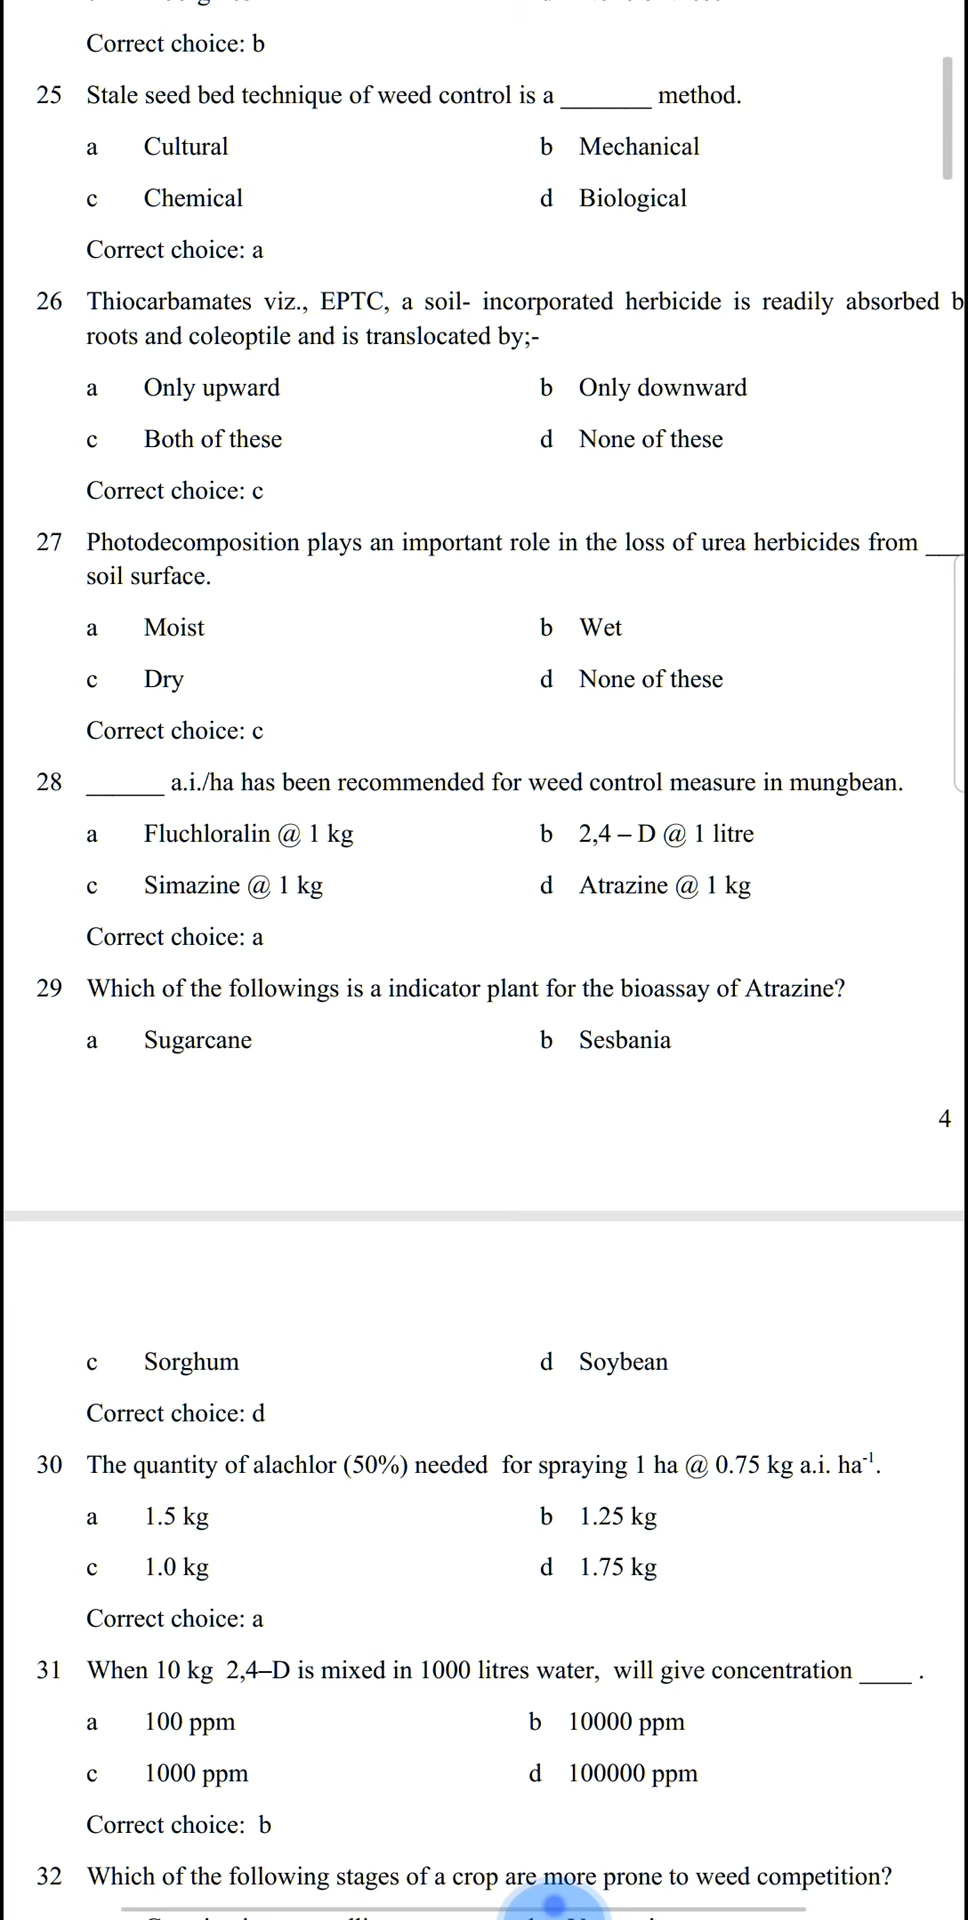 Correct choice: b
25 Stale seed bed technique of weed control is a _______ method.
a Cultural b Mechanical
c Chemical d Biological
Correct choice: a
26 Thiocarbamates viz., EPTC, a soil- incorporated herbicide is readily absorbed b
roots and coleoptile and is translocated by;-
a Only upward b Only downward
c Both of these d None of these
Correct choice: c
27 Photodecomposition plays an important role in the loss of urea herbicides from ___
soil surface.
a Moist b Wet
c Dry d None of these
Correct choice: c
28 ______ a.i./ha has been recommended for weed control measure in mungbean.
a Fluchloralin @ 1 kg b 2,4 – D @ 1 litre
c Simazine @ 1 kg d Atrazine @ 1 kg
Correct choice: a
29 Which of the followings is a indicator plant for the bioassay of Atrazine?
a Sugarcane b Sesbania
4
c Sorghum d Soybean
Correct choice: d
30 The quantity of alachlor (50%) needed for spraying 1 ha @ 0.75 kg a.i. ha⁻¹.
a 1.5 kg b 1.25 kg
c 1.0 kg d 1.75 kg
Correct choice: a
31 When 10 kg 2,4–D is mixed in 1000 litres water, will give concentration ____ .
a 100 ppm b 10000 ppm
c 1000 ppm d 100000 ppm
Correct choice: b
32 Which of the following stages of a crop are more prone to weed competition?